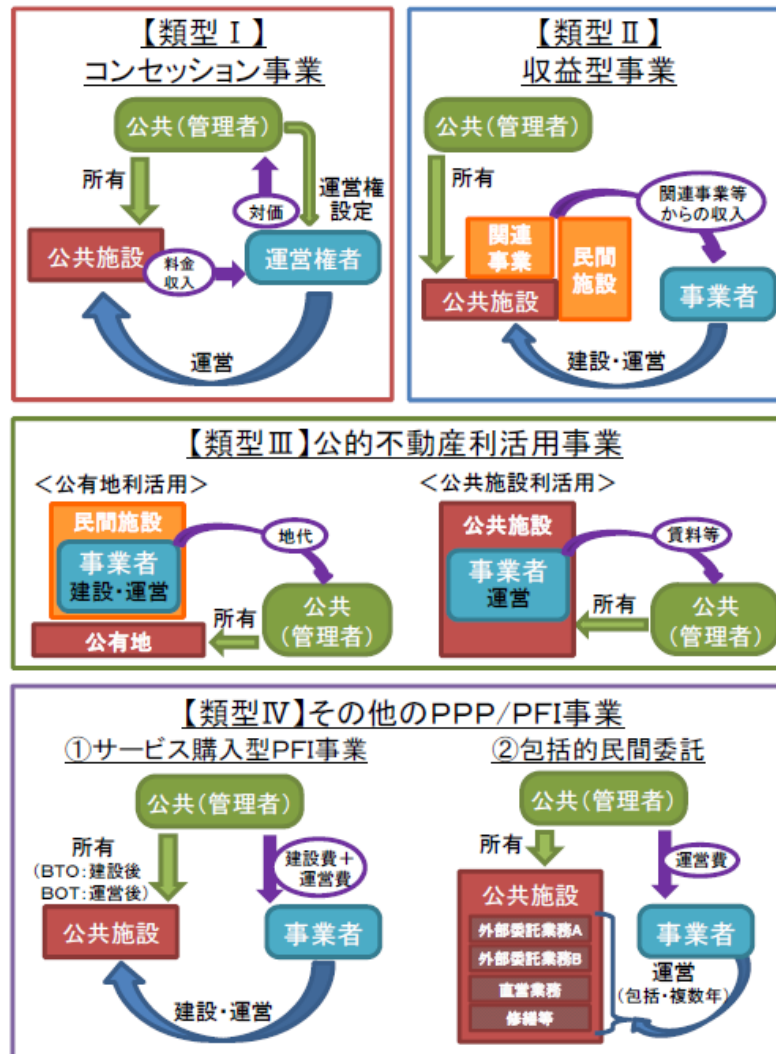 【類型Ⅰ】
コンセッション事業
公共(管理者)
所有
対価
運営権
設定
公共施設
料金
収入
運営権者
運営
【類型Ⅱ】
収益型事業
公共(管理者)
所有
関連事業等
からの収入
関連
事業
民間
施設
公共施設
事業者
建設・運営
【類型Ⅲ】公的不動産利活用事業
＜公有地利活用＞
民間施設
事業者
建設・運営
地代
公共
(管理者)
所有
公有地
＜公共施設利活用＞
公共施設
事業者
運営
賃料等
所有
公共
(管理者)
【類型Ⅳ】その他のPPP/PFI事業
①サービス購入型PFI事業
公共(管理者)
所有
(BTO：建設後
BOT：運営後)
建設費＋
運営費
公共施設
事業者
建設・運営
②包括的民間委託
公共(管理者)
所有
運営費
公共施設
外部委託業務A
外部委託業務B
直営業務
修繕等
事業者
運営
(包括・複数年)